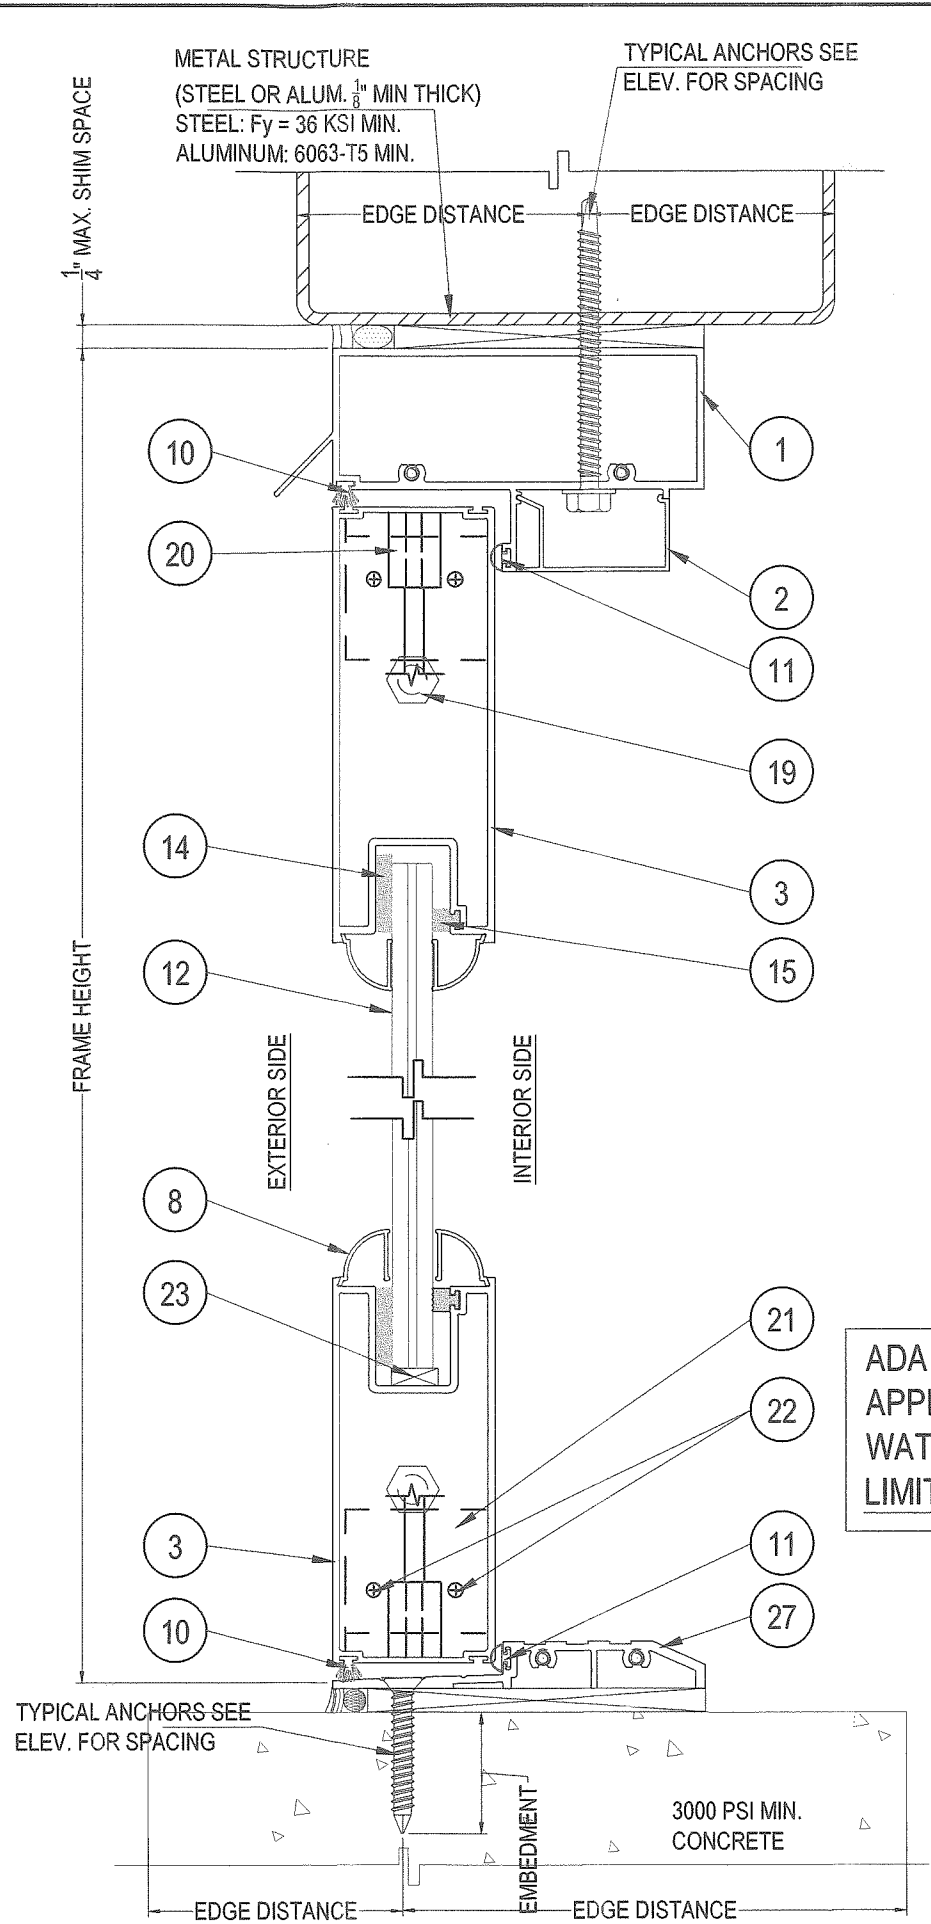 METAL STRUCTURE
(STEEL OR ALUM. 1/8" MIN THICK)
STEEL: Fy = 36 KSI MIN.
ALUMINUM: 6063-T5 MIN.
TYPICAL ANCHORS SEE
ELEV. FOR SPACING
1/4" MAX. SHIM SPACE
EDGE DISTANCE
EDGE DISTANCE
1
10
20
2
11
19
14
3
12
15
FRAME HEIGHT
EXTERIOR SIDE
INTERIOR SIDE
8
23
21
22
ADA
APPL
WAT
LIMIT
3
11
10
27
TYPICAL ANCHORS SEE
ELEV. FOR SPACING
EMBEDMENT
3000 PSI MIN.
CONCRETE
EDGE DISTANCE
EDGE DISTANCE